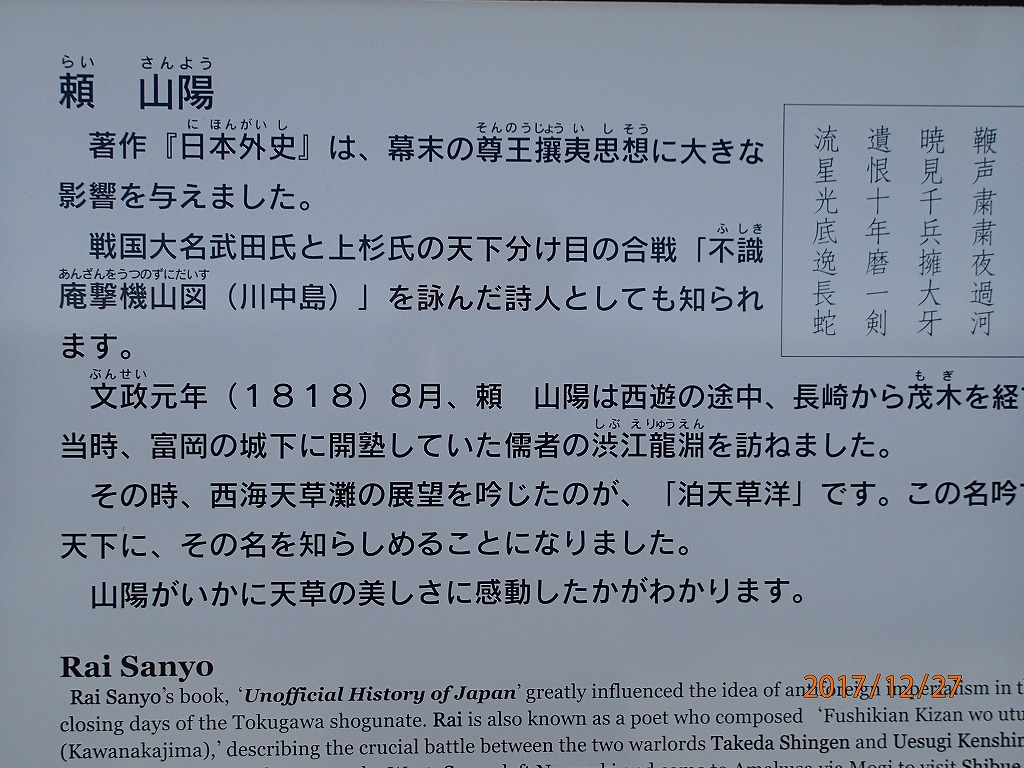 らい さんよう
頼 山陽
に ほんがい し そんのうじょう い し そう
著作『日本外史』は、幕末の尊王攘夷思想に大きな
影響を与えました。
ふ しき
戦国大名武田氏と上杉氏の天下分け目の合戦「不識
あんざんをうつのずにだいす
庵撃機山図(川中島)」を詠んだ詩人としても知られ
ます。
ぶんせい も ぎ
文政元年(1818)8月、頼 山陽は西遊の途中、長崎から茂木を経
しぶ え りゅうえん
当時、富岡の城下に開塾していた儒者の渋江龍淵を訪ねました。
その時、西海天草灘の展望を吟じたのが、「泊天草洋」です。この名吟
天下に、その名を知らしめることになりました。
山陽がいかに天草の美しさに感動したかがわかります。
鞭声粛粛夜過河
暁見千兵擁大牙
遺恨十年磨一剣
流星光底逸長蛇
Rai Sanyo
Rai Sanyo's book, 'Unofficial History of Japan' greatly influenced the idea of anti-foreign imperialism in
closing days of the Tokugawa shogunate. Rai is also known as a poet who composed 'Fushikian Kizan wo utu
(Kawanakajima),' describing the crucial battle between the two warlords Takeda Shingen and Uesugi Kenshin
2017/12/27